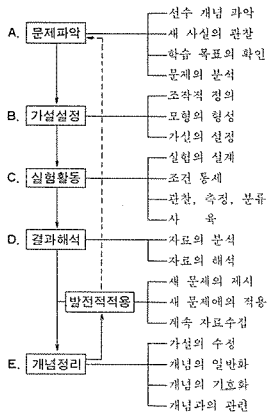 A. 문제파악
선수 개념 파악
새 사실의 관찰
학습 목표의 확인
문제의 분석
B. 가설설정
조작적 정의
모형의 형성
가설의 설정
C. 실험활동
실험의 설계
조건 통제
관찰, 측정, 분류
사 육
D. 결과해석
자료의 분석
자료의 해석
발전적적용
새 문제의 제시
새 문제에의 적용
계속 자료수집
E. 개념정리
가설의 수정
개념의 일반화
개념의 기호화
개념과의 관련